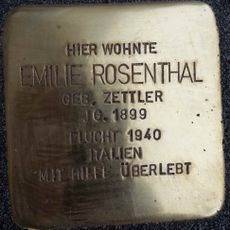 HIER WOHNTE
EMILIE ROSENTHAL
GEB. ZETTLER
JG. 1899
FLUCHT 1940
ITALIEN
MIT HILFE ÜBERLEBT